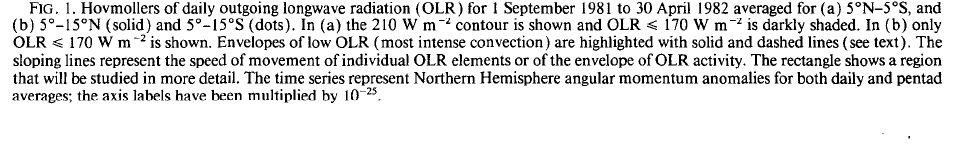 FIG. 1. Hovmollers of daily outgoing longwave radiation (OLR) for 1 September 1981 to 30 April 1982 averaged for (a) 5°N–5°S, and
(b) 5°–15°N (solid) and 5°–15°S (dots). In (a) the 210 W m⁻² contour is shown and OLR ⩽ 170 W m⁻² is darkly shaded. In (b) only
OLR ⩽ 170 W m⁻² is shown. Envelopes of low OLR (most intense convection) are highlighted with solid and dashed lines (see text). The
sloping lines represent the speed of movement of individual OLR elements or of the envelope of OLR activity. The rectangle shows a region
that will be studied in more detail. The time series represent Northern Hemisphere angular momentum anomalies for both daily and pentad
averages; the axis labels have been multiplied by 10⁻²⁵.